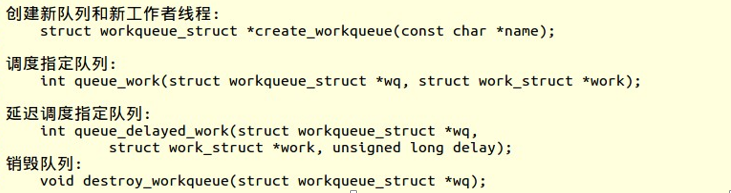 创建新队列和新工作者线程:
struct workqueue_struct *create_workqueue(const char *name);
调度指定队列:
int queue_work(struct workqueue_struct *wq, struct work_struct *work);
延迟调度指定队列:
int queue_delayed_work(struct workqueue_struct *wq,
struct work_struct *work, unsigned long delay);
销毁队列:
void destroy_workqueue(struct workqueue_struct *wq);